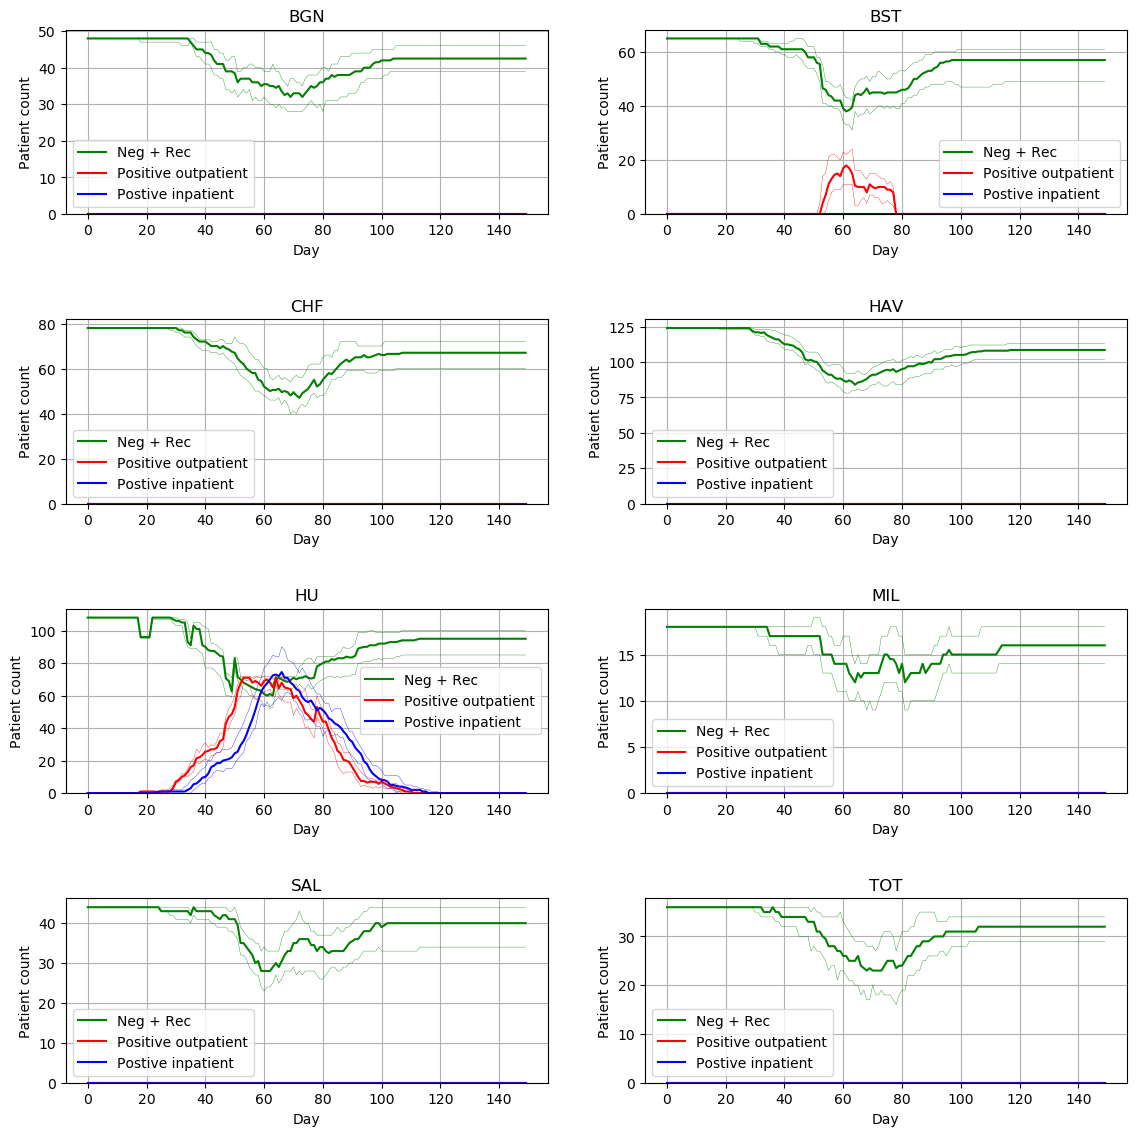 BGN
Patient count
50
40
30
20
10
0
Neg + Rec
Positive outpatient
Postive inpatient
0 20 40 60 80 100 120 140
Day
BST
Patient count
60
40
20
0
Neg + Rec
Positive outpatient
Postive inpatient
0 20 40 60 80 100 120 140
Day
CHF
Patient count
80
60
40
20
0
Neg + Rec
Positive outpatient
Postive inpatient
0 20 40 60 80 100 120 140
Day
HAV
Patient count
125
100
75
50
25
0
Neg + Rec
Positive outpatient
Postive inpatient
0 20 40 60 80 100 120 140
Day
HU
Patient count
100
80
60
40
20
0
Neg + Rec
Positive outpatient
Postive inpatient
0 20 40 60 80 100 120 140
Day
MIL
Patient count
15
10
5
0
Neg + Rec
Positive outpatient
Postive inpatient
0 20 40 60 80 100 120 140
Day
SAL
Patient count
40
30
20
10
0
Neg + Rec
Positive outpatient
Postive inpatient
0 20 40 60 80 100 120 140
Day
TOT
Patient count
30
20
10
0
Neg + Rec
Positive outpatient
Postive inpatient
0 20 40 60 80 100 120 140
Day